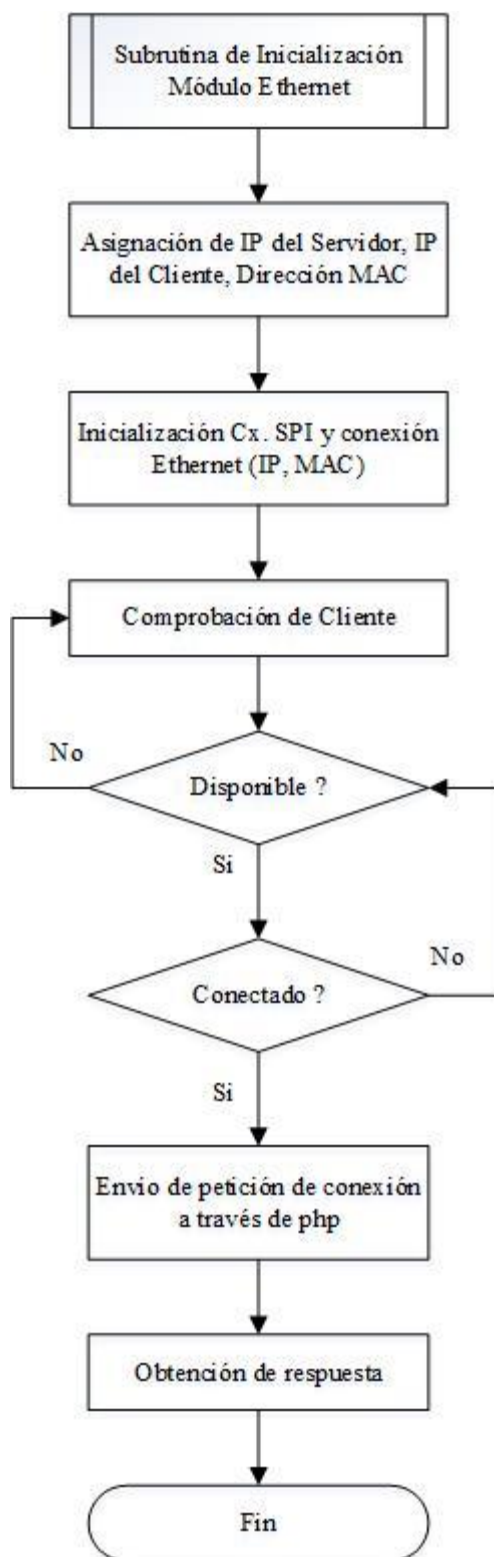 Subrutina de Inicialización
Módulo Ethernet
Asignación de IP del Servidor, IP
del Cliente, Dirección MAC
Inicialización Cx. SPI y conexión
Ethernet (IP, MAC)
Comprobación de Cliente
No
Disponible ?
Si
No
Conectado ?
Si
Envio de petición de conexión
a través de php
Obtención de respuesta
Fin